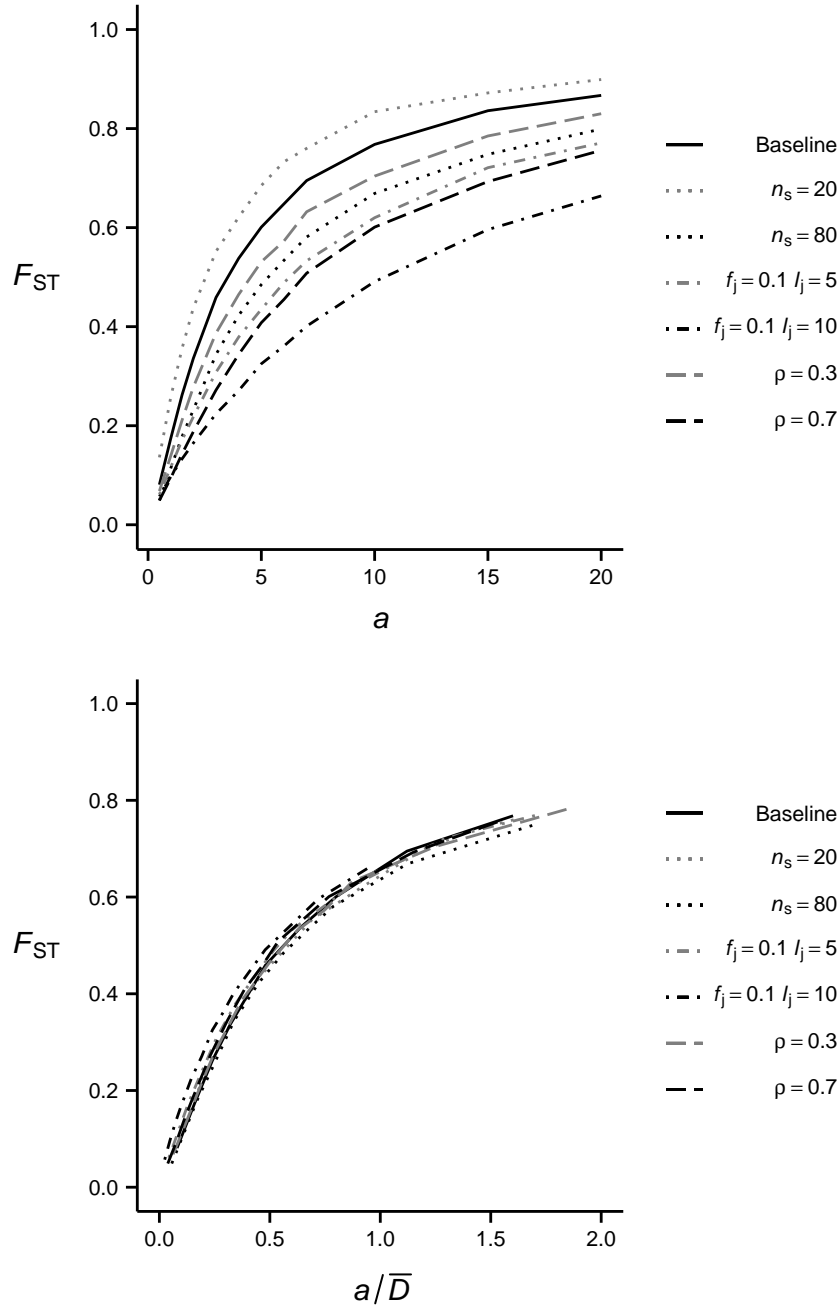 1.0
0.8
0.6
0.4
0.2
0.0
F_ST
0 5 10 15 20
a
Baseline
n_s = 20
n_s = 80
f_j = 0.1 l_j = 5
f_j = 0.1 l_j = 10
ρ = 0.3
ρ = 0.7
1.0
0.8
0.6
0.4
0.2
0.0
F_ST
0.0 0.5 1.0 1.5 2.0
a/D̅
Baseline
n_s = 20
n_s = 80
f_j = 0.1 l_j = 5
f_j = 0.1 l_j = 10
ρ = 0.3
ρ = 0.7